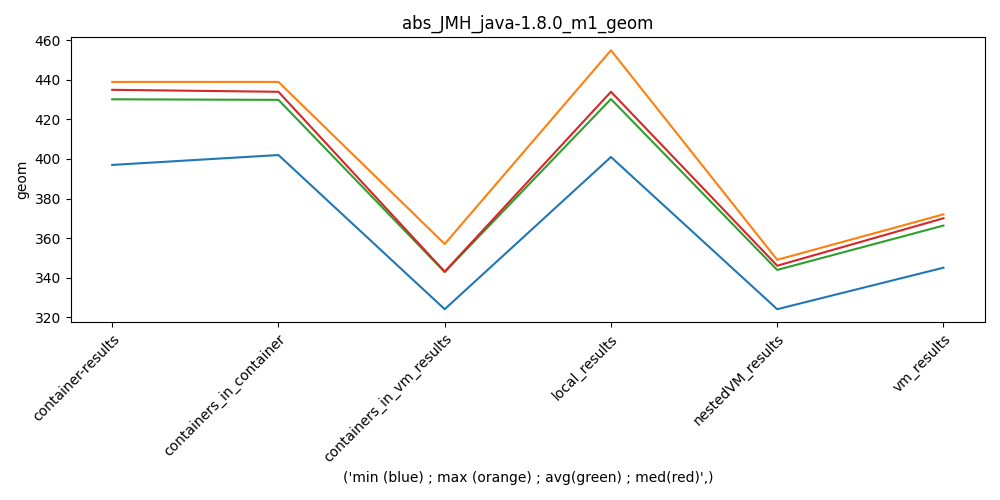 abs_JMH_java-1.8.0_m1_geom
460
440
420
400
380
360
340
320
geom
container-results
containers_in_container
containers_in_vm_results
local_results
nestedVM_results
vm_results
('min (blue) ; max (orange) ; avg(green) ; med(red)',)